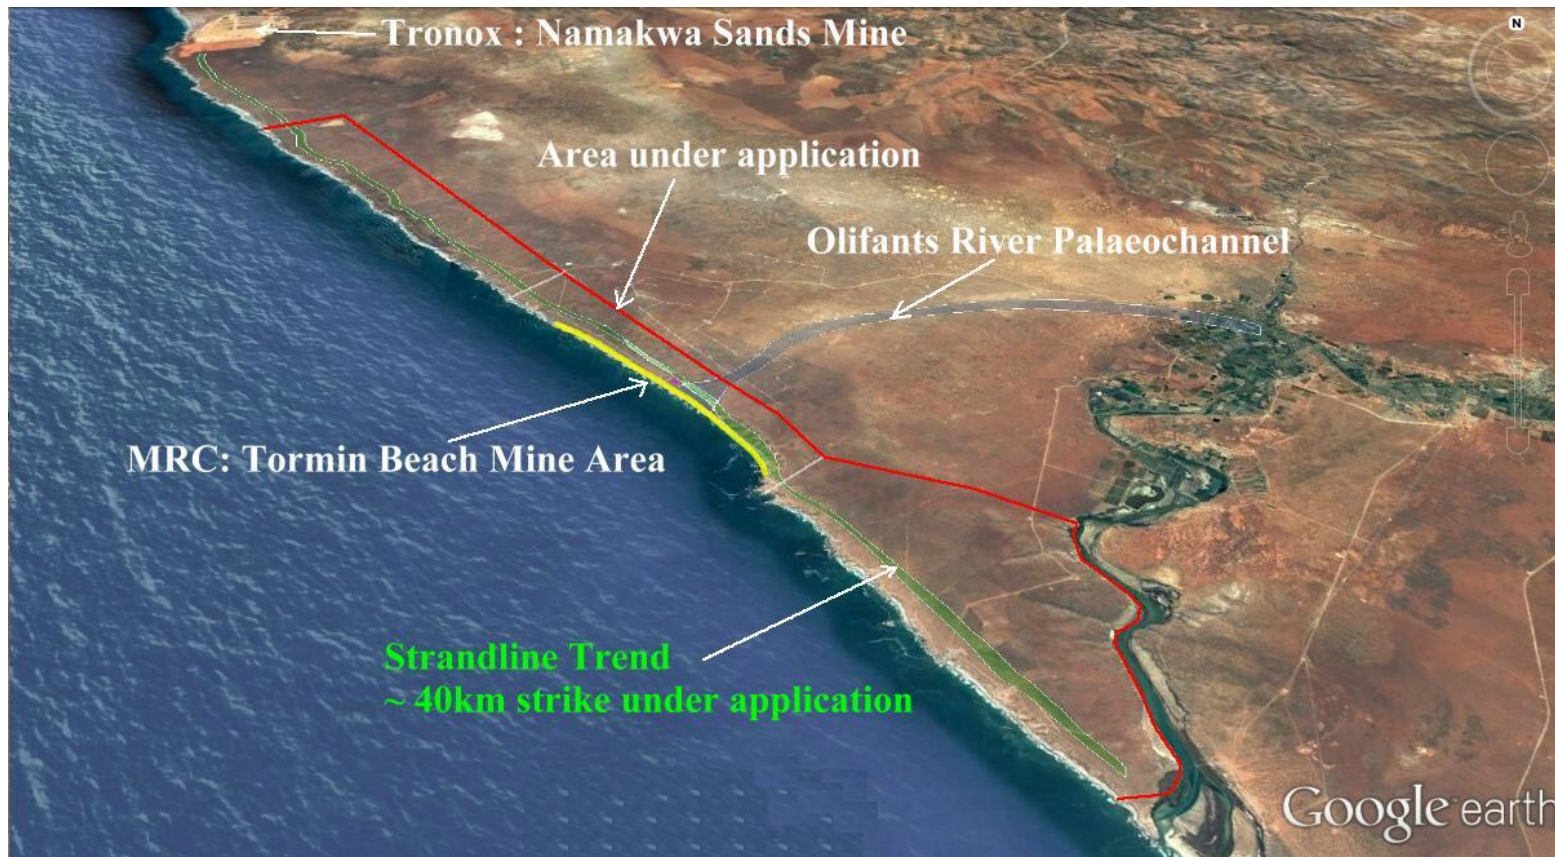 N
Tronox : Namakwa Sands Mine
Area under application
Olifants River Palaeochannel
MRC: Tormin Beach Mine Area
Strandline Trend
~ 40km strike under application
Google earth